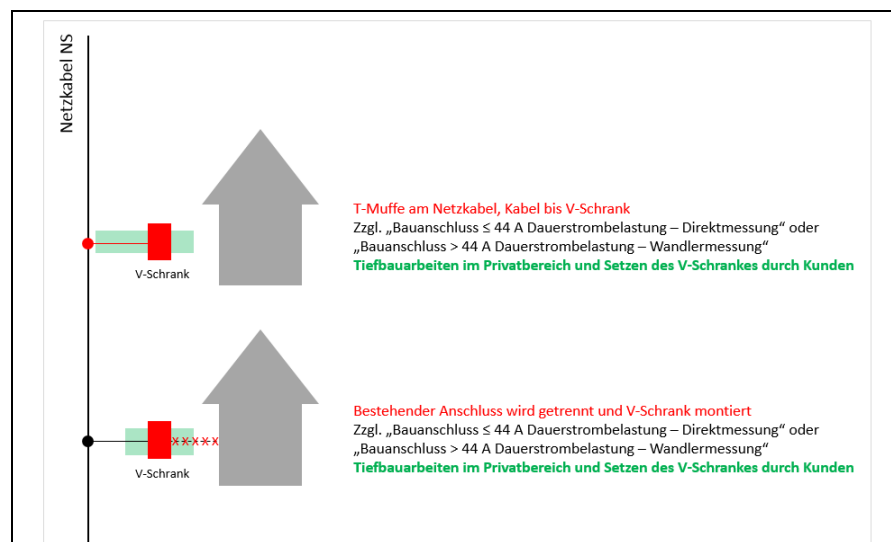 Netzkabel NS
T-Muffe am Netzkabel, Kabel bis V-Schrank
Zzgl. „Bauanschluss ≤ 44 A Dauerstrombelastung – Direktmessung“ oder
„Bauanschluss > 44 A Dauerstrombelastung – Wandlermessung“
Tiefbauarbeiten im Privatbereich und Setzen des V-Schrankes durch Kunden
V-Schrank
Bestehender Anschluss wird getrennt und V-Schrank montiert
Zzgl. „Bauanschluss ≤ 44 A Dauerstrombelastung – Direktmessung“ oder
„Bauanschluss > 44 A Dauerstrombelastung – Wandlermessung“
Tiefbauarbeiten im Privatbereich und Setzen des V-Schrankes durch Kunden
x x x x x
V-Schrank